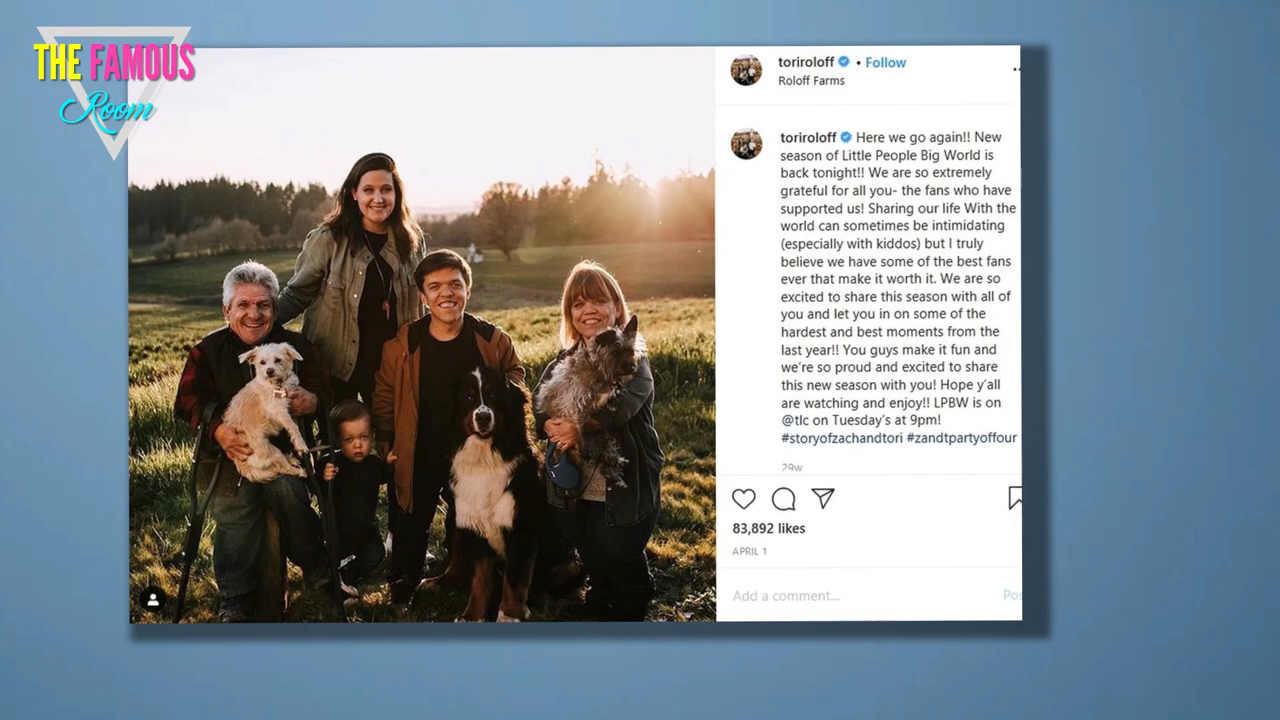 THE FAMOUS
Room
toriroloff • Follow
Roloff Farms
toriroloff Here we go again!! New
season of Little People Big World is
back tonight!! We are so extremely
grateful for all you- the fans who have
supported us! Sharing our life With the
world can sometimes be intimidating
(especially with kiddos) but I truly
believe we have some of the best fans
ever that make it worth it. We are so
excited to share this season with all of
you and let you in on some of the
hardest and best moments from the
last year!! You guys make it fun and
we're so proud and excited to share
this new season with you! Hope y'all
are watching and enjoy!! LPBW is on
@tlc on Tuesday's at 9pm!
#storyofzachandtori #zandtpartyoffour
29w
83,892 likes
APRIL 1
Add a comment...
Pos